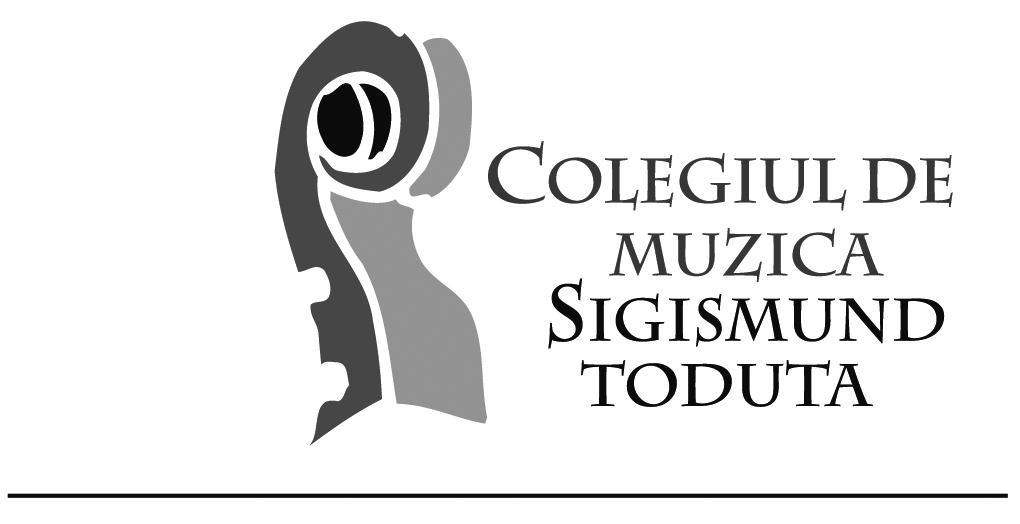 COLEGIUL DE
MUZICA
SIGISMUND
TODUTA